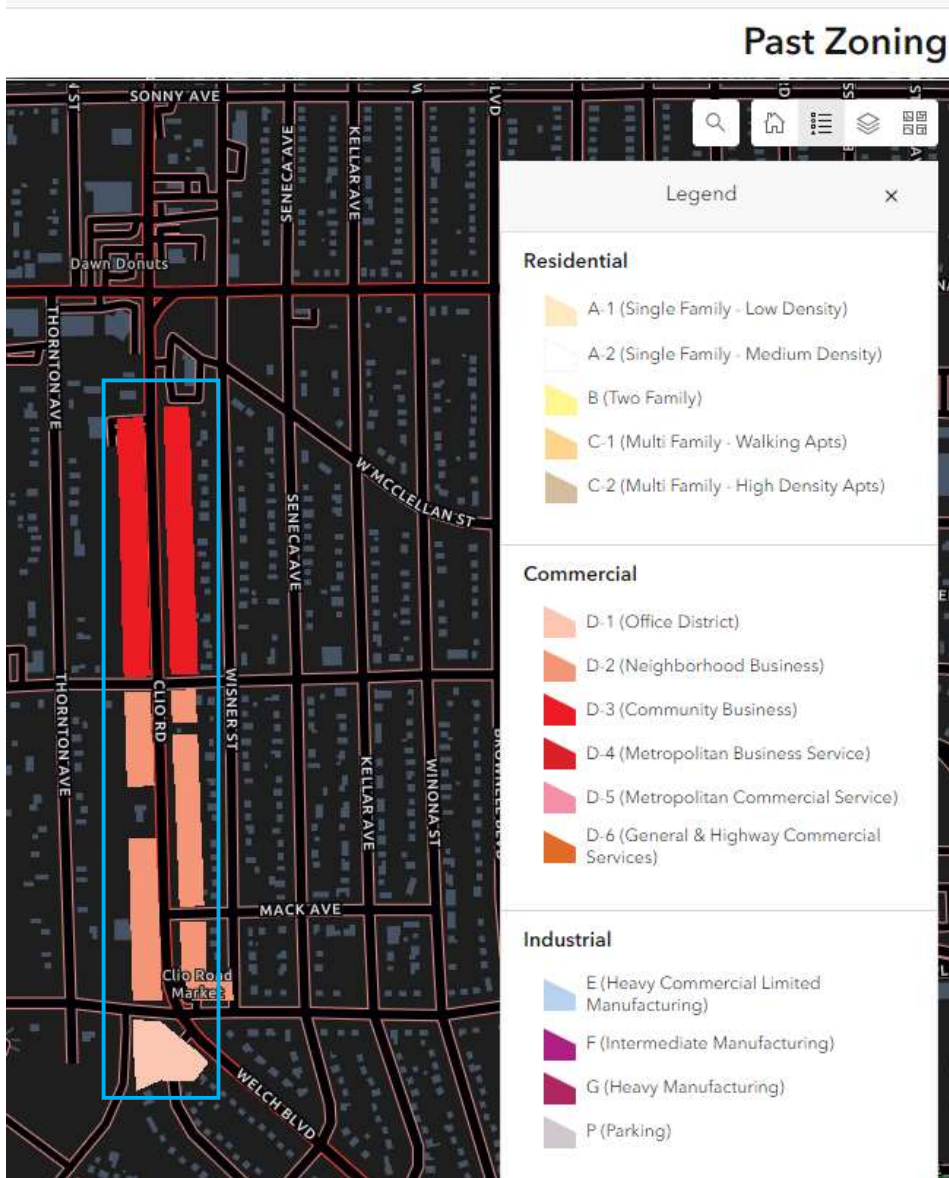 Past Zoning
SONNY AVE
SENECA AVE
KELLAR AVE
Dawn Donuts
THORNTON AVE
W MCCLELLAN ST
SENECA AVE
THORNTON AVE
CLIO RD
WISNER ST
KELLAR AVE
WINONA ST
MACK AVE
Clio Road
Market
WELCH BLVD
Legend
Residential
A-1 (Single Family - Low Density)
A-2 (Single Family - Medium Density)
B (Two Family)
C-1 (Multi Family - Walking Apts)
C-2 (Multi Family - High Density Apts)
Commercial
D-1 (Office District)
D-2 (Neighborhood Business)
D-3 (Community Business)
D-4 (Metropolitan Business Service)
D-5 (Metropolitan Commercial Service)
D-6 (General & Highway Commercial
Services)
Industrial
E (Heavy Commercial Limited
Manufacturing)
F (Intermediate Manufacturing)
G (Heavy Manufacturing)
P (Parking)